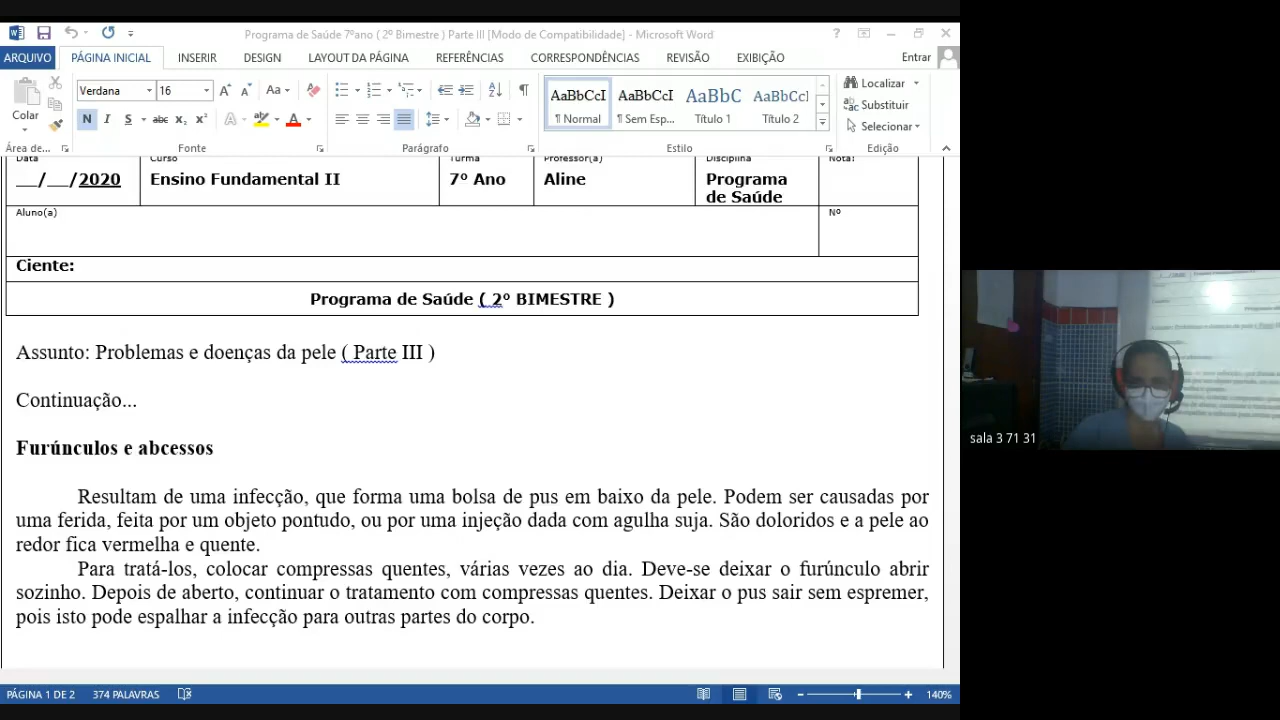 Programa de Saúde 7ºano ( 2º Bimestre ) Parte III [Modo de Compatibilidade] - Microsoft Word
ARQUIVO PÁGINA INICIAL INSERIR DESIGN LAYOUT DA PÁGINA REFERÊNCIAS CORRESPONDÊNCIAS REVISÃO EXIBIÇÃO Entrar
Colar
Verdana 16 Aa
N I S abc x₂ x² A A
AaBbCcI AaBbCcI AaBbC AaBbCcI
¶ Normal ¶ Sem Esp... Título 1 Título 2
Localizar
Substituir
Selecionar
Área de... Fonte Parágrafo Estilo Edição
Data Curso Turma Professor(a) Disciplina Nota:
__/__/2020 Ensino Fundamental II 7º Ano Aline Programa
de Saúde
Aluno(a) Nº
Ciente:
Programa de Saúde ( 2º BIMESTRE )
Assunto: Problemas e doenças da pele ( Parte III )
Continuação...
Furúnculos e abcessos
Resultam de uma infecção, que forma uma bolsa de pus em baixo da pele. Podem ser causadas por
uma ferida, feita por um objeto pontudo, ou por uma injeção dada com agulha suja. São doloridos e a pele ao
redor fica vermelha e quente.
Para tratá-los, colocar compressas quentes, várias vezes ao dia. Deve-se deixar o furúnculo abrir
sozinho. Depois de aberto, continuar o tratamento com compressas quentes. Deixar o pus sair sem espremer,
pois isto pode espalhar a infecção para outras partes do corpo.
sala 3 71 31
PÁGINA 1 DE 2 374 PALAVRAS 140%